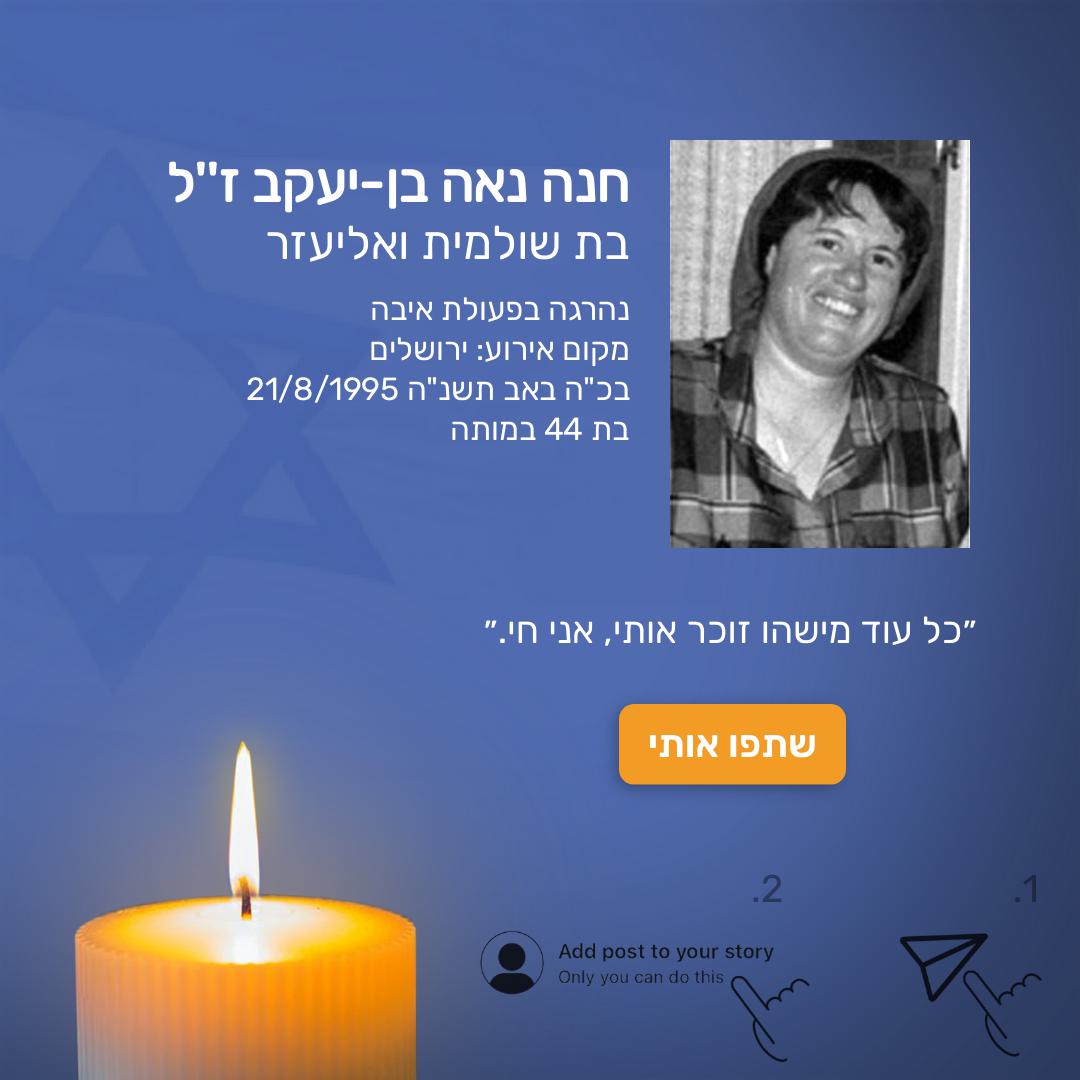 חנה נאה בן-יעקב ז"ל
בת שולמית ואליעזר
נהרגה בפעולת איבה
מקום אירוע: ירושלים
בכ"ה באב תשנ"ה 21/8/1995
בת 44 במותה
״כל עוד מישהו זוכר אותי, אני חי.״
שתפו אותי
1.
2.
Add post to your story
Only you can do this